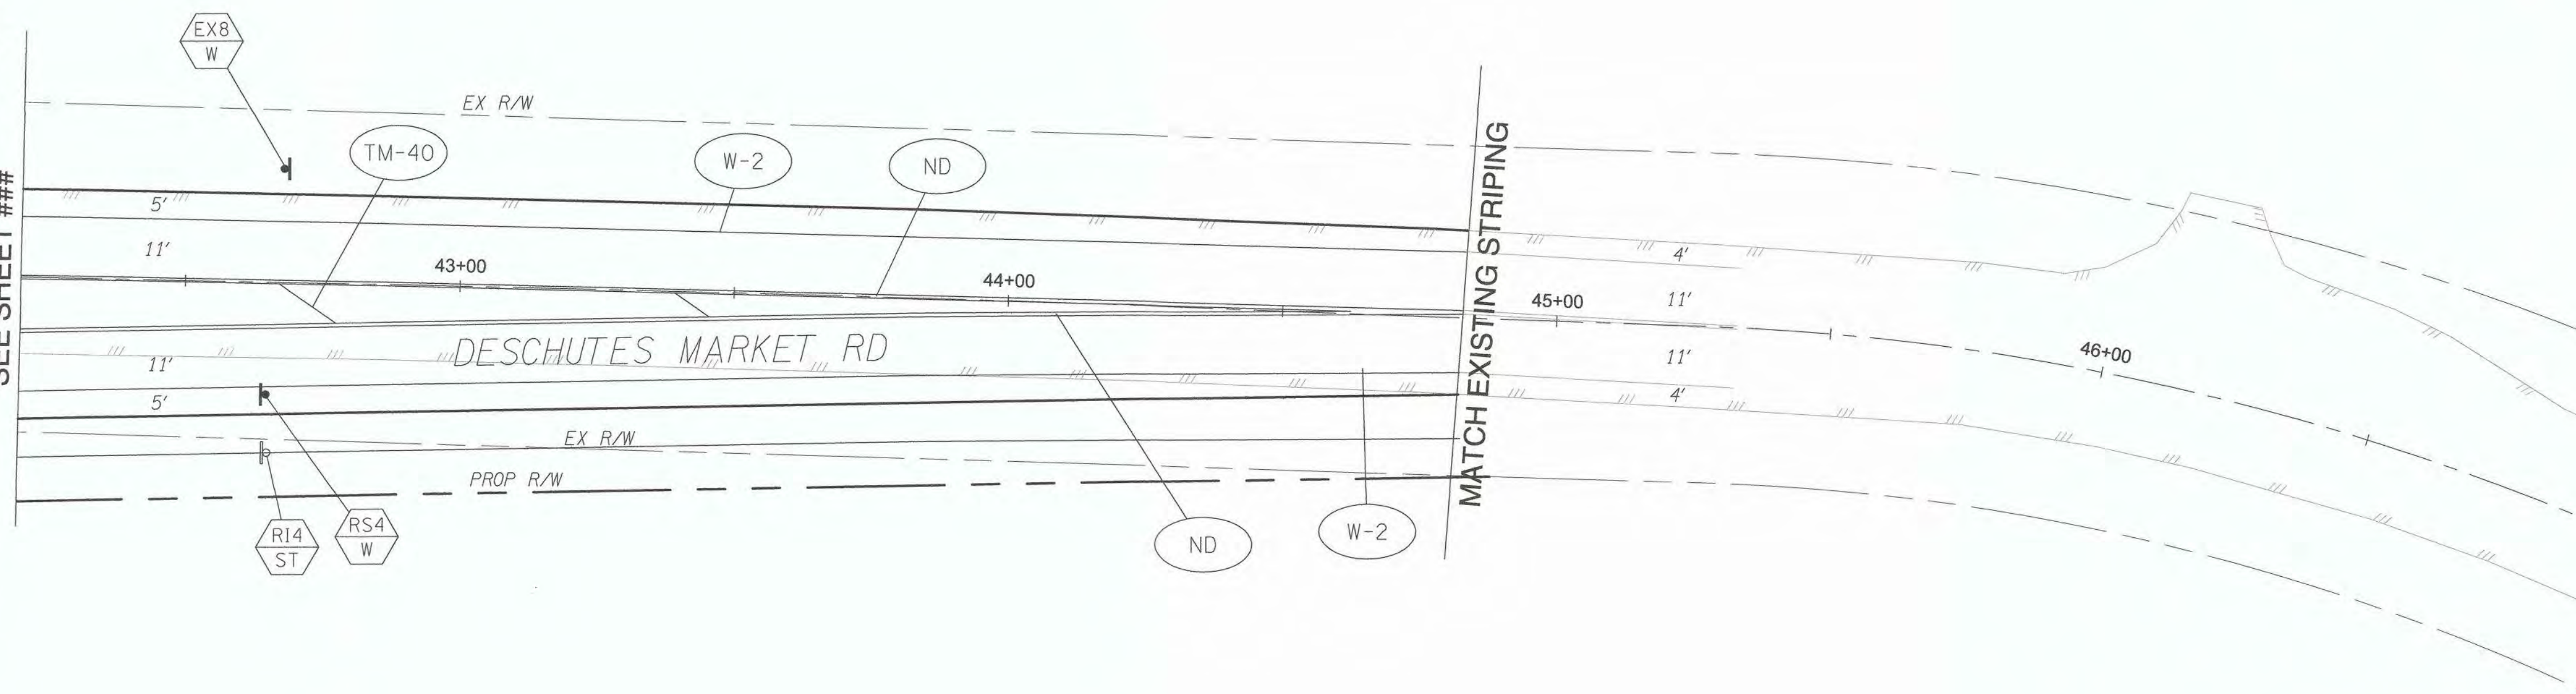 EX8
W
EX R/W
TM-40
W-2
ND
SEE SHEET ###
5'
11'
43+00
44+00
MATCH EXISTING STRIPING
4'
11'
45+00
46+00
DESCHUTES MARKET RD
11'
11'
5'
4'
EX R/W
PROP R/W
RI4
ST
RS4
W
ND
W-2